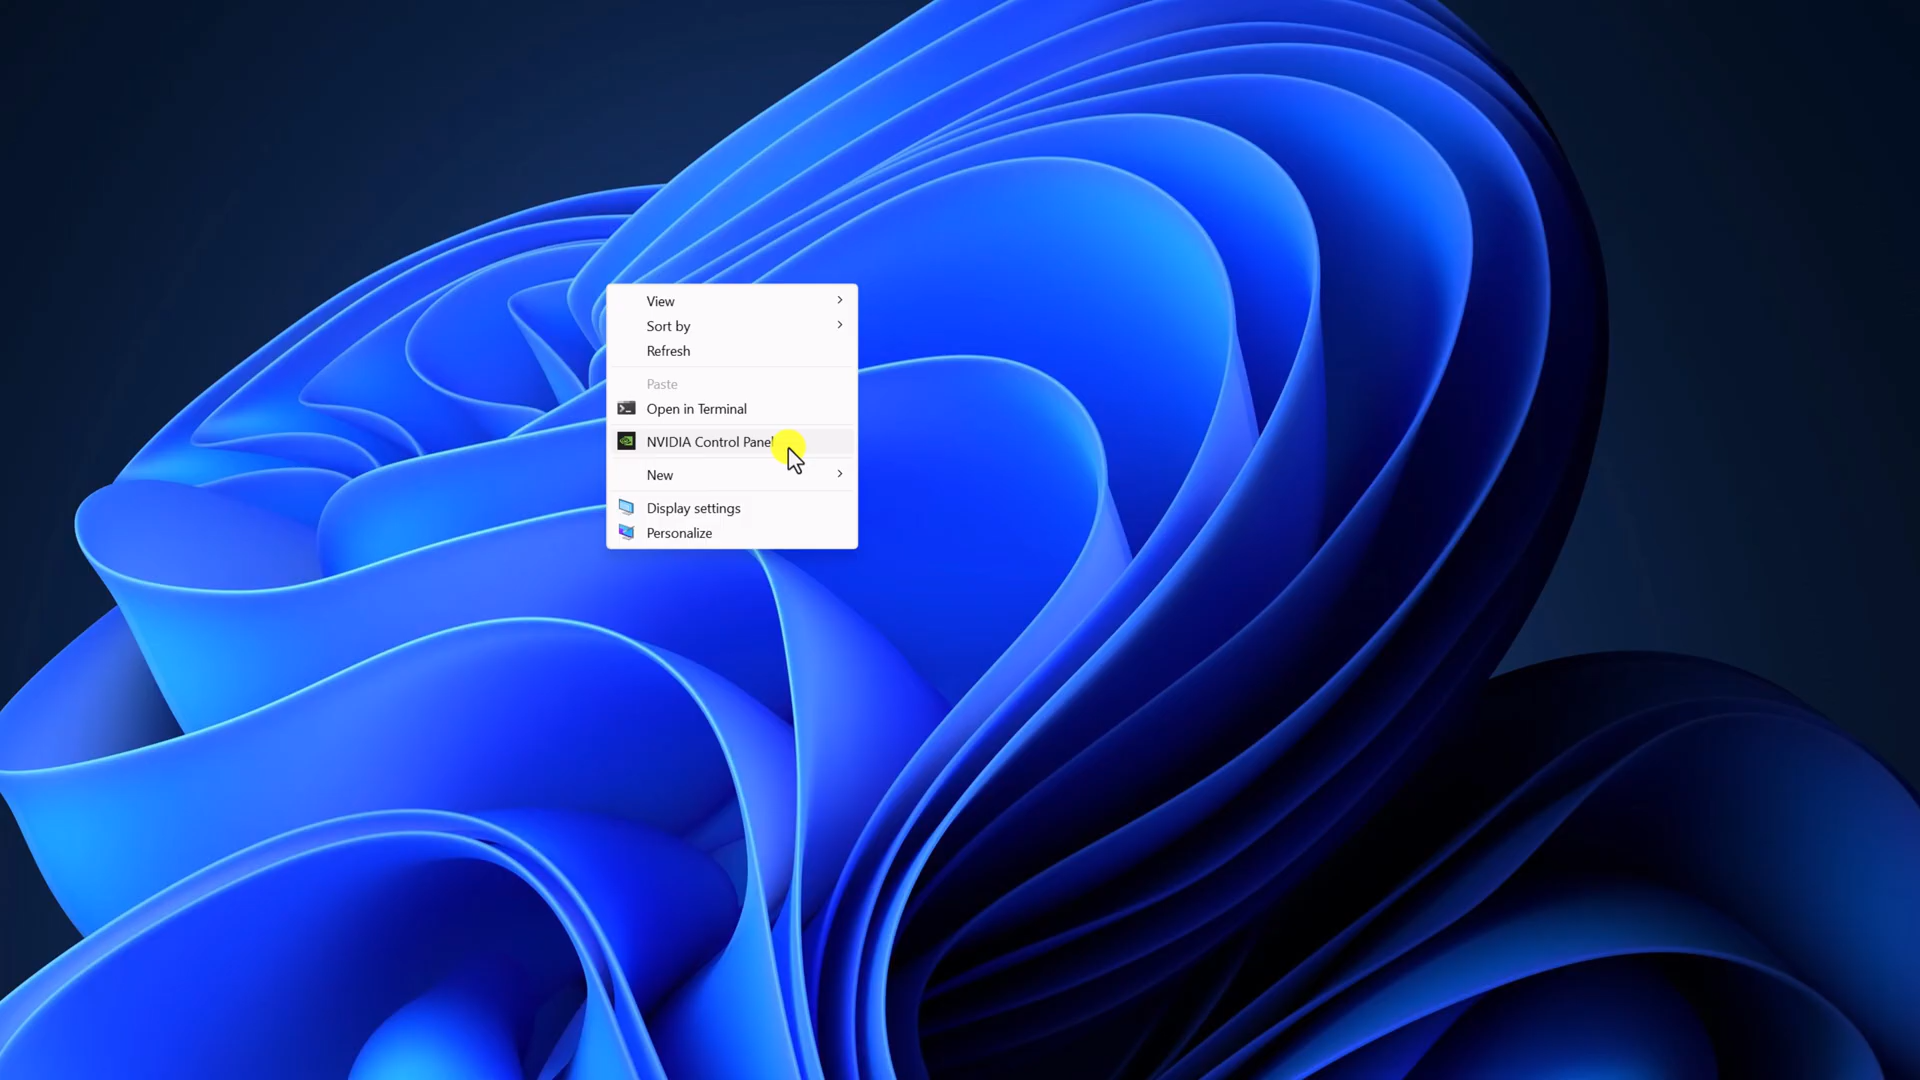 View
Sort by
Refresh
Paste
Open in Terminal
NVIDIA Control Panel
New
Display settings
Personalize